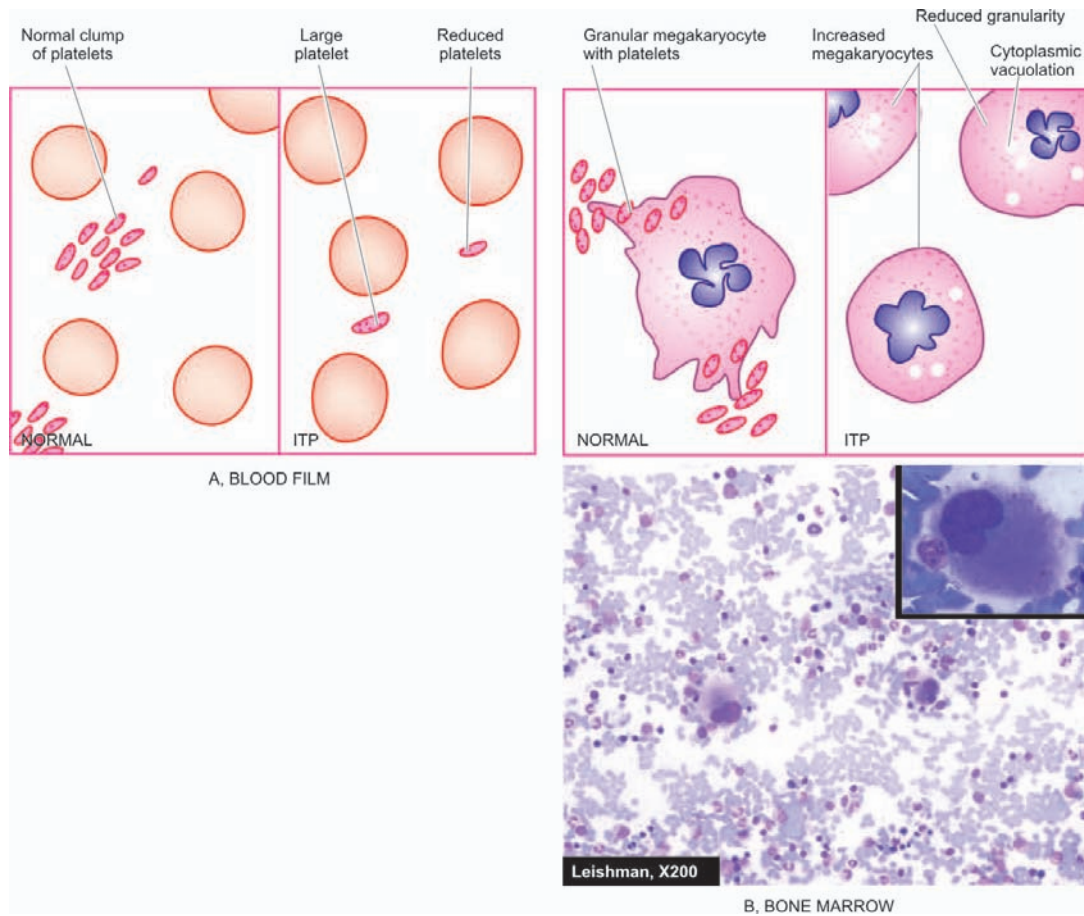 Normal clump
of platelets
Large
platelet
Reduced
platelets
NORMAL
ITP
A, BLOOD FILM
Granular megakaryocyte
with platelets
Increased
megakaryocytes
Reduced granularity
Cytoplasmic
vacuolation
NORMAL
ITP
Leishman, X200
B, BONE MARROW